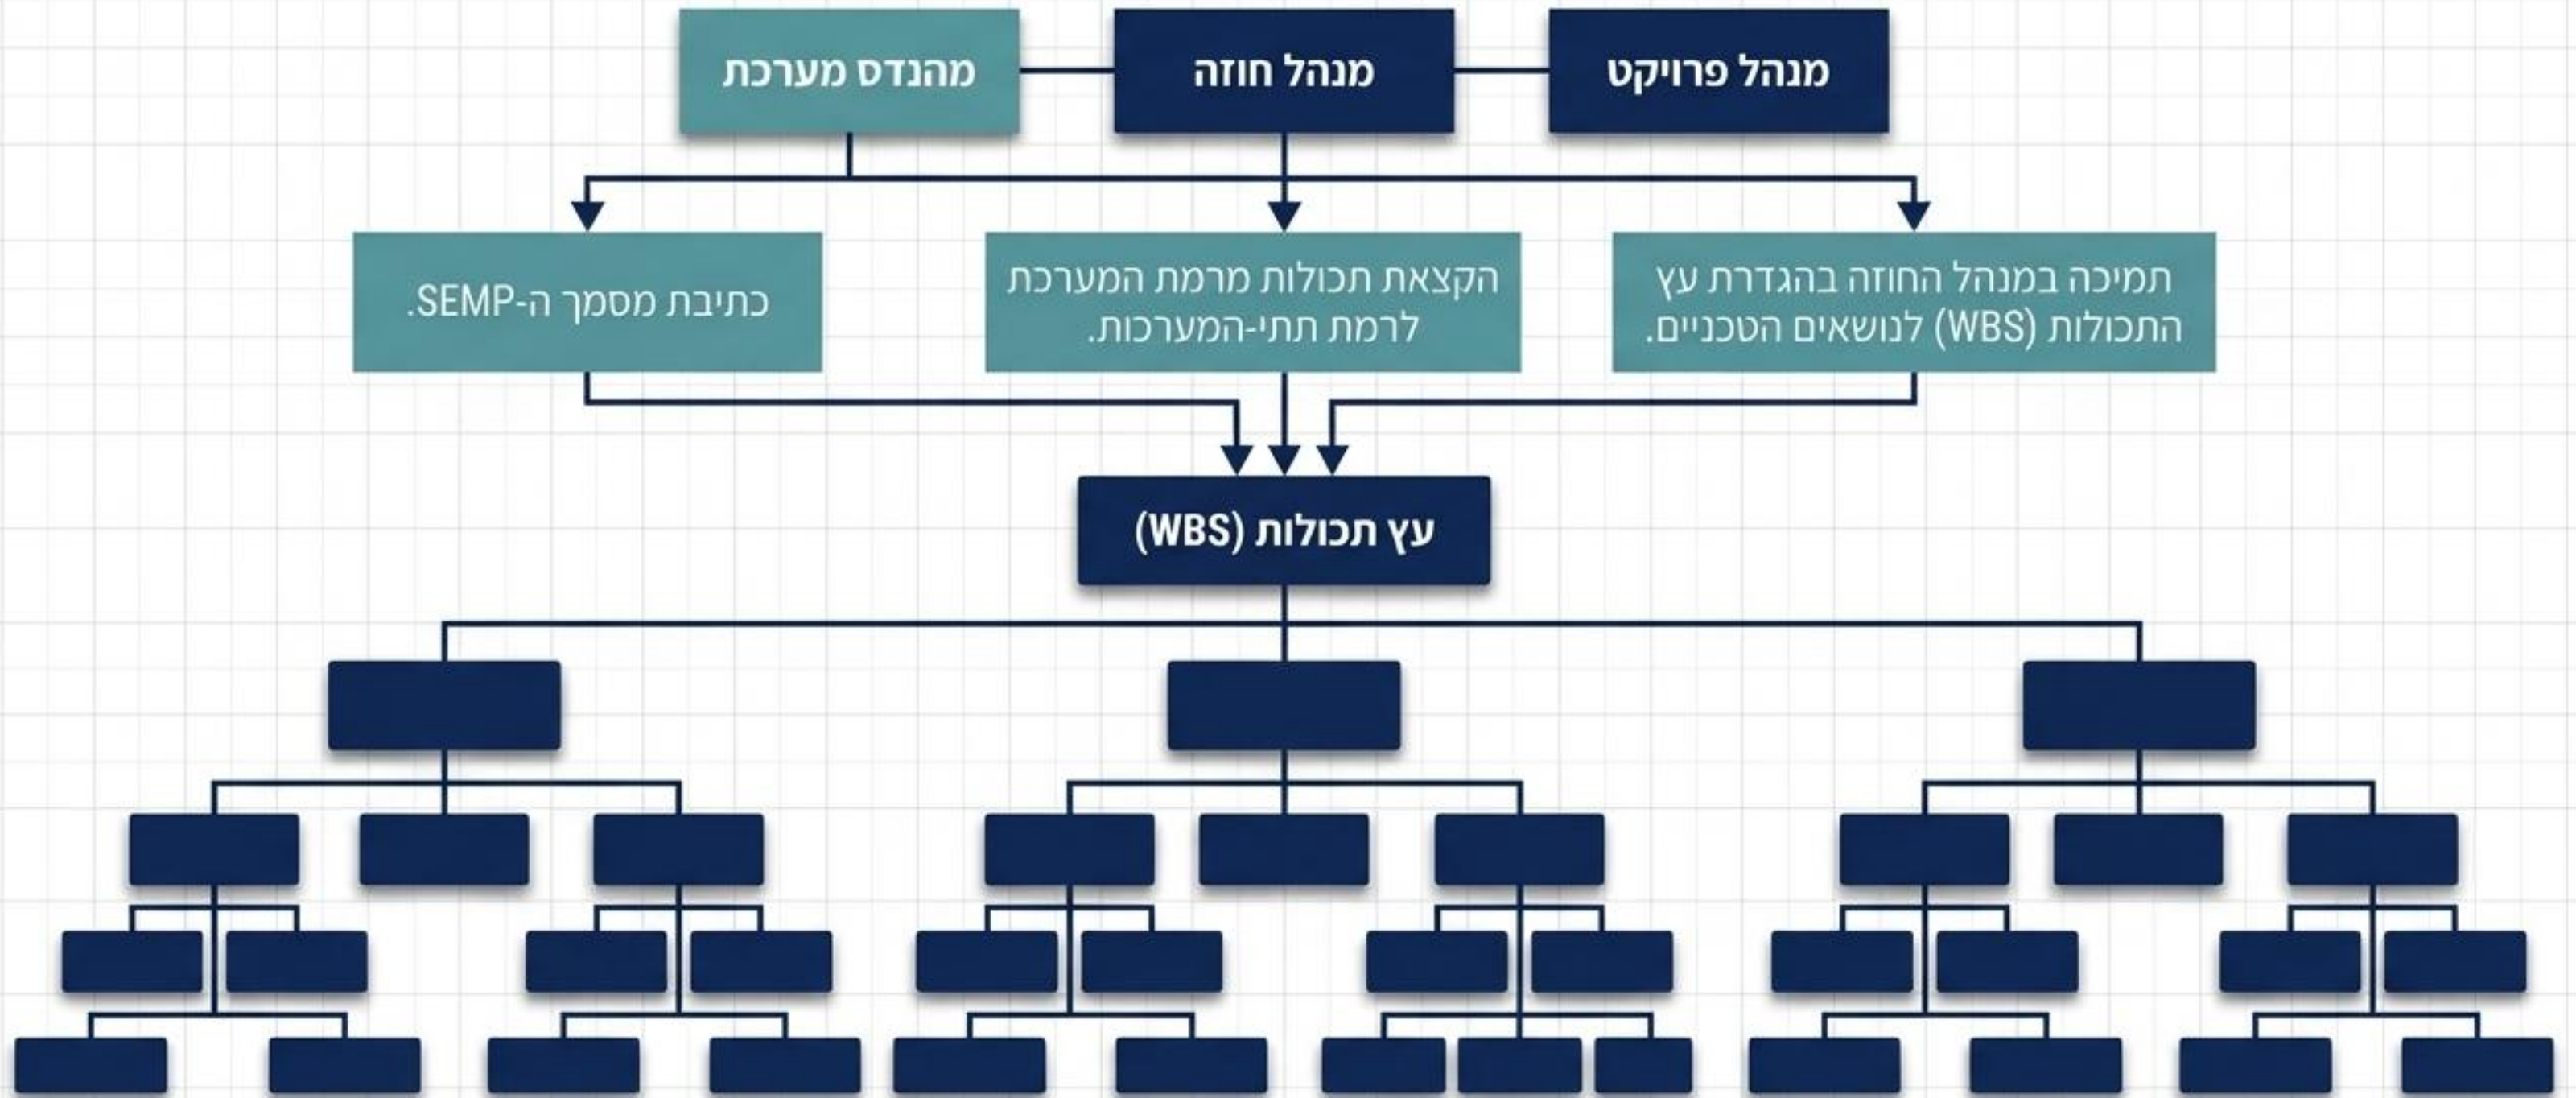 מנהל פרויקט
מנהל חוזה
מהנדס מערכת
תמיכה במנהל החוזה בהגדרת עץ
התכולות (WBS) לנושאים הטכניים.
הקצאת תכולות מרמת המערכת
לרמת תתי-המערכות.
כתיבת מסמך ה-SEMP.
עץ תכולות (WBS)